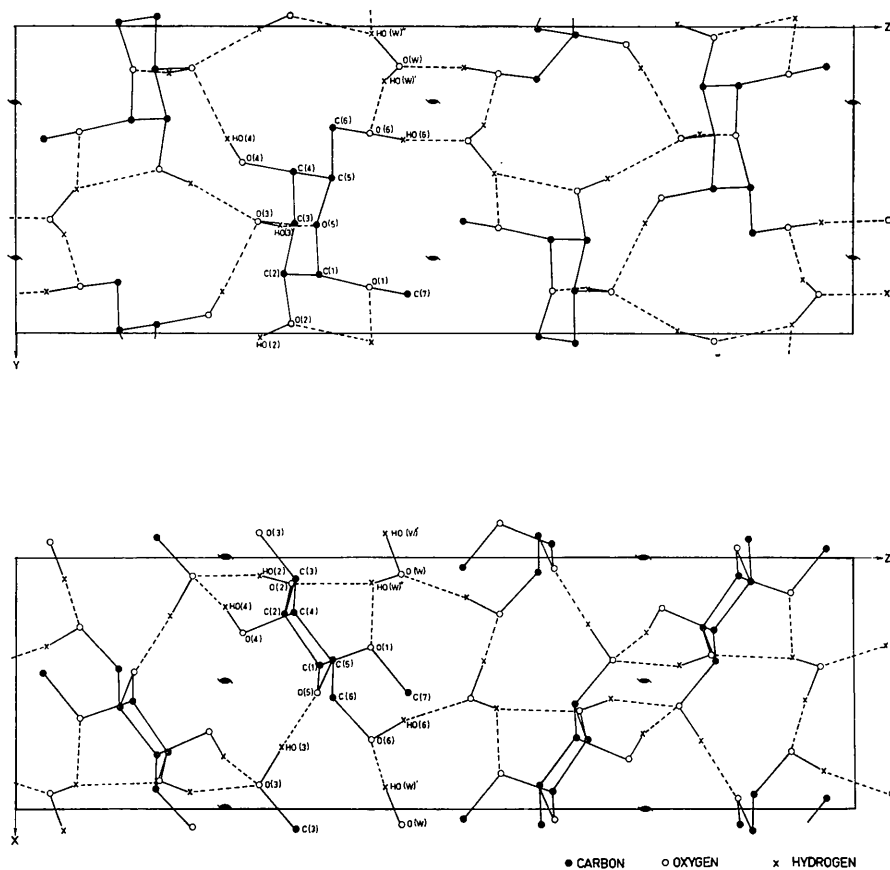 HO(W)" Z
O(W)
HO(W)'
C(6)
HO(4) O(6) HO(6)
O(4) C(4) C(5)
O(3) C(3) O(5)
HO(3)
C(2) C(1) O(1)
C(7)
O(2)
HO(2)
Y
O(3) HO(W)'
Z
HO(2) C(3) O(W)
O(2) HO(W)"
HO(4) C(2) C(4)
O(4)
C(1) C(5) O(1)
O(5) C(6) C(7)
HO(6)
HO(3) O(6)
O(3) HO(W)'
X C(3) O(W)
● CARBON ○ OXYGEN x HYDROGEN